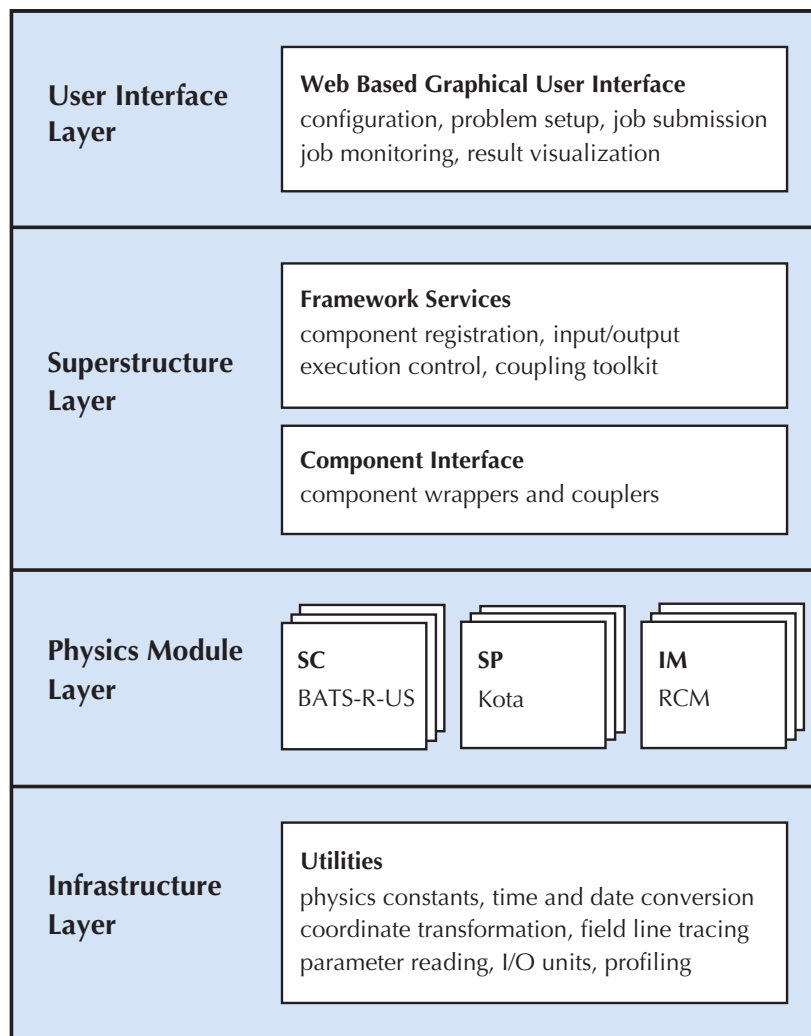 User Interface
Layer
Web Based Graphical User Interface
configuration, problem setup, job submission
job monitoring, result visualization
Superstructure
Layer
Framework Services
component registration, input/output
execution control, coupling toolkit
Component Interface
component wrappers and couplers
Physics Module
Layer
SC
BATS-R-US
SP
Kota
IM
RCM
Infrastructure
Layer
Utilities
physics constants, time and date conversion
coordinate transformation, field line tracing
parameter reading, I/O units, profiling